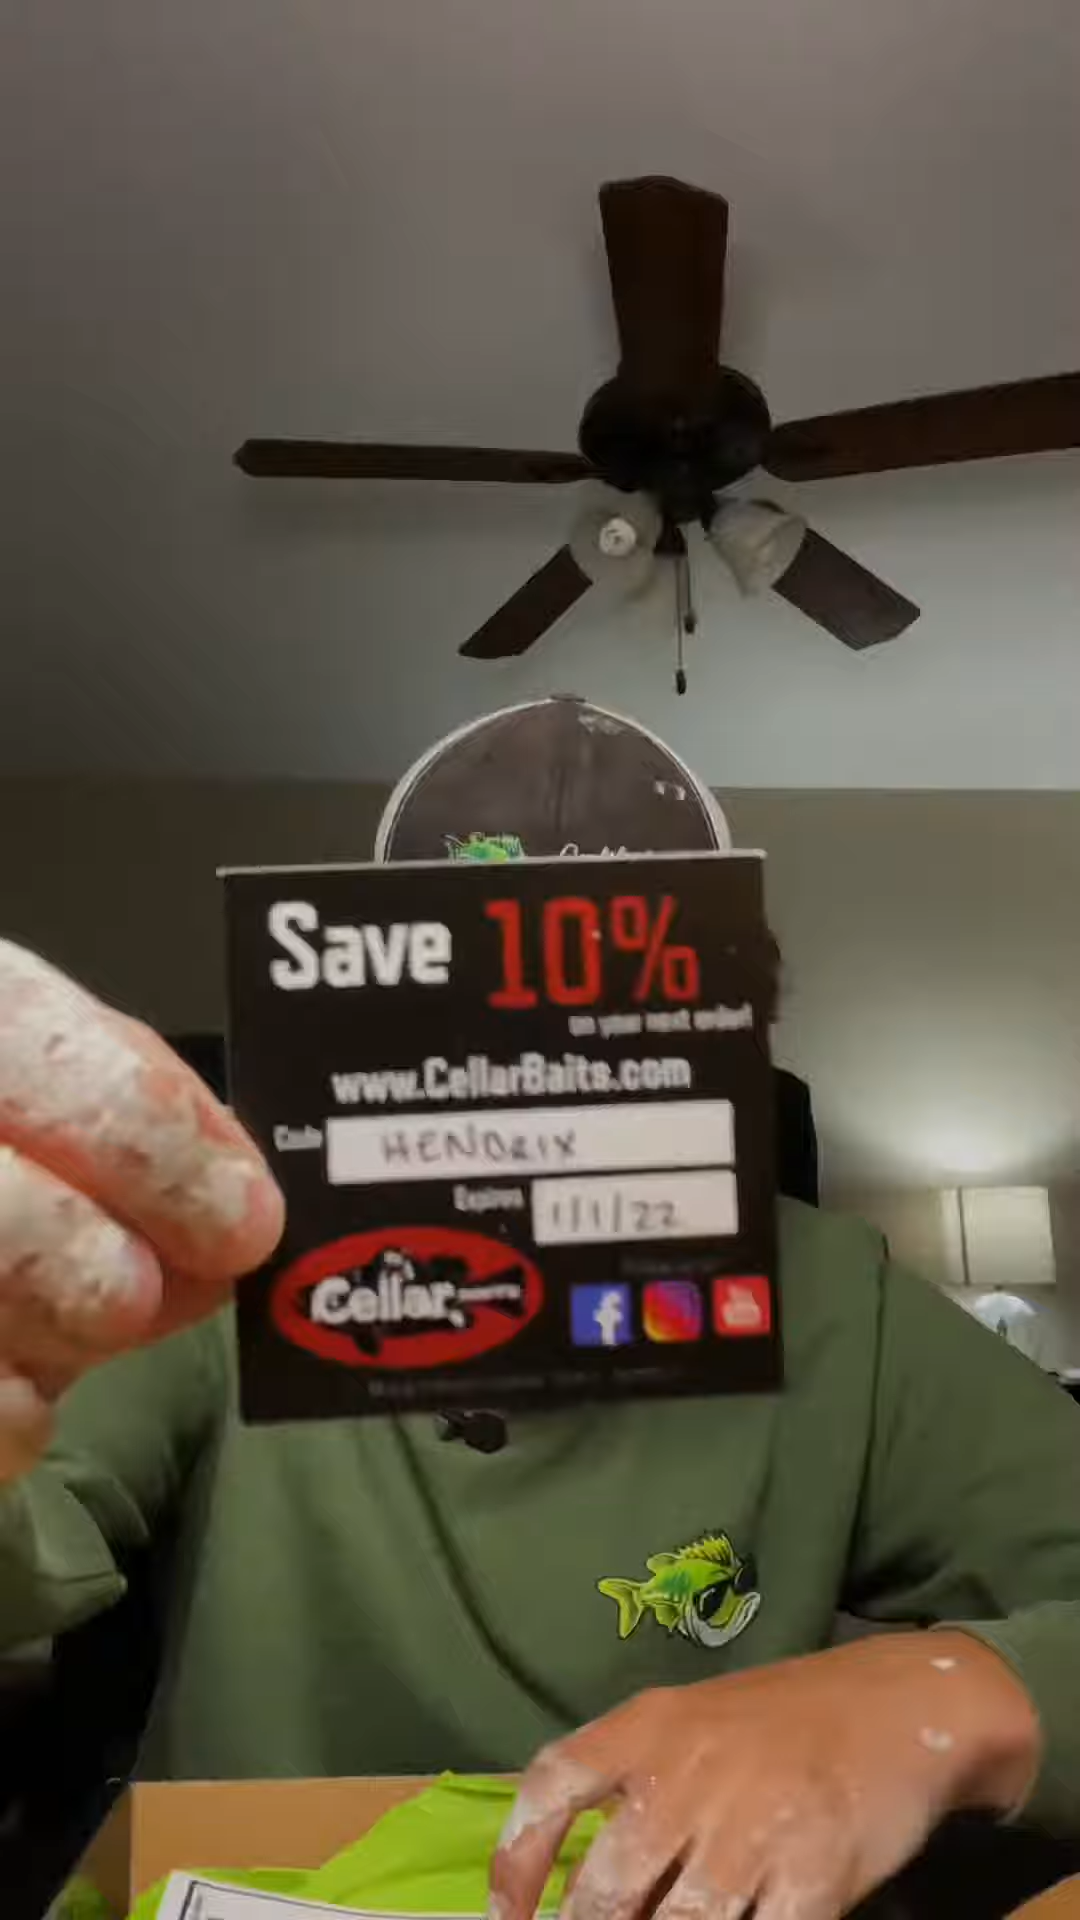 Save 10%
on your next order!
www.CellarBaits.com
Code HENDRIX
Expires 1/1/22
Cellar